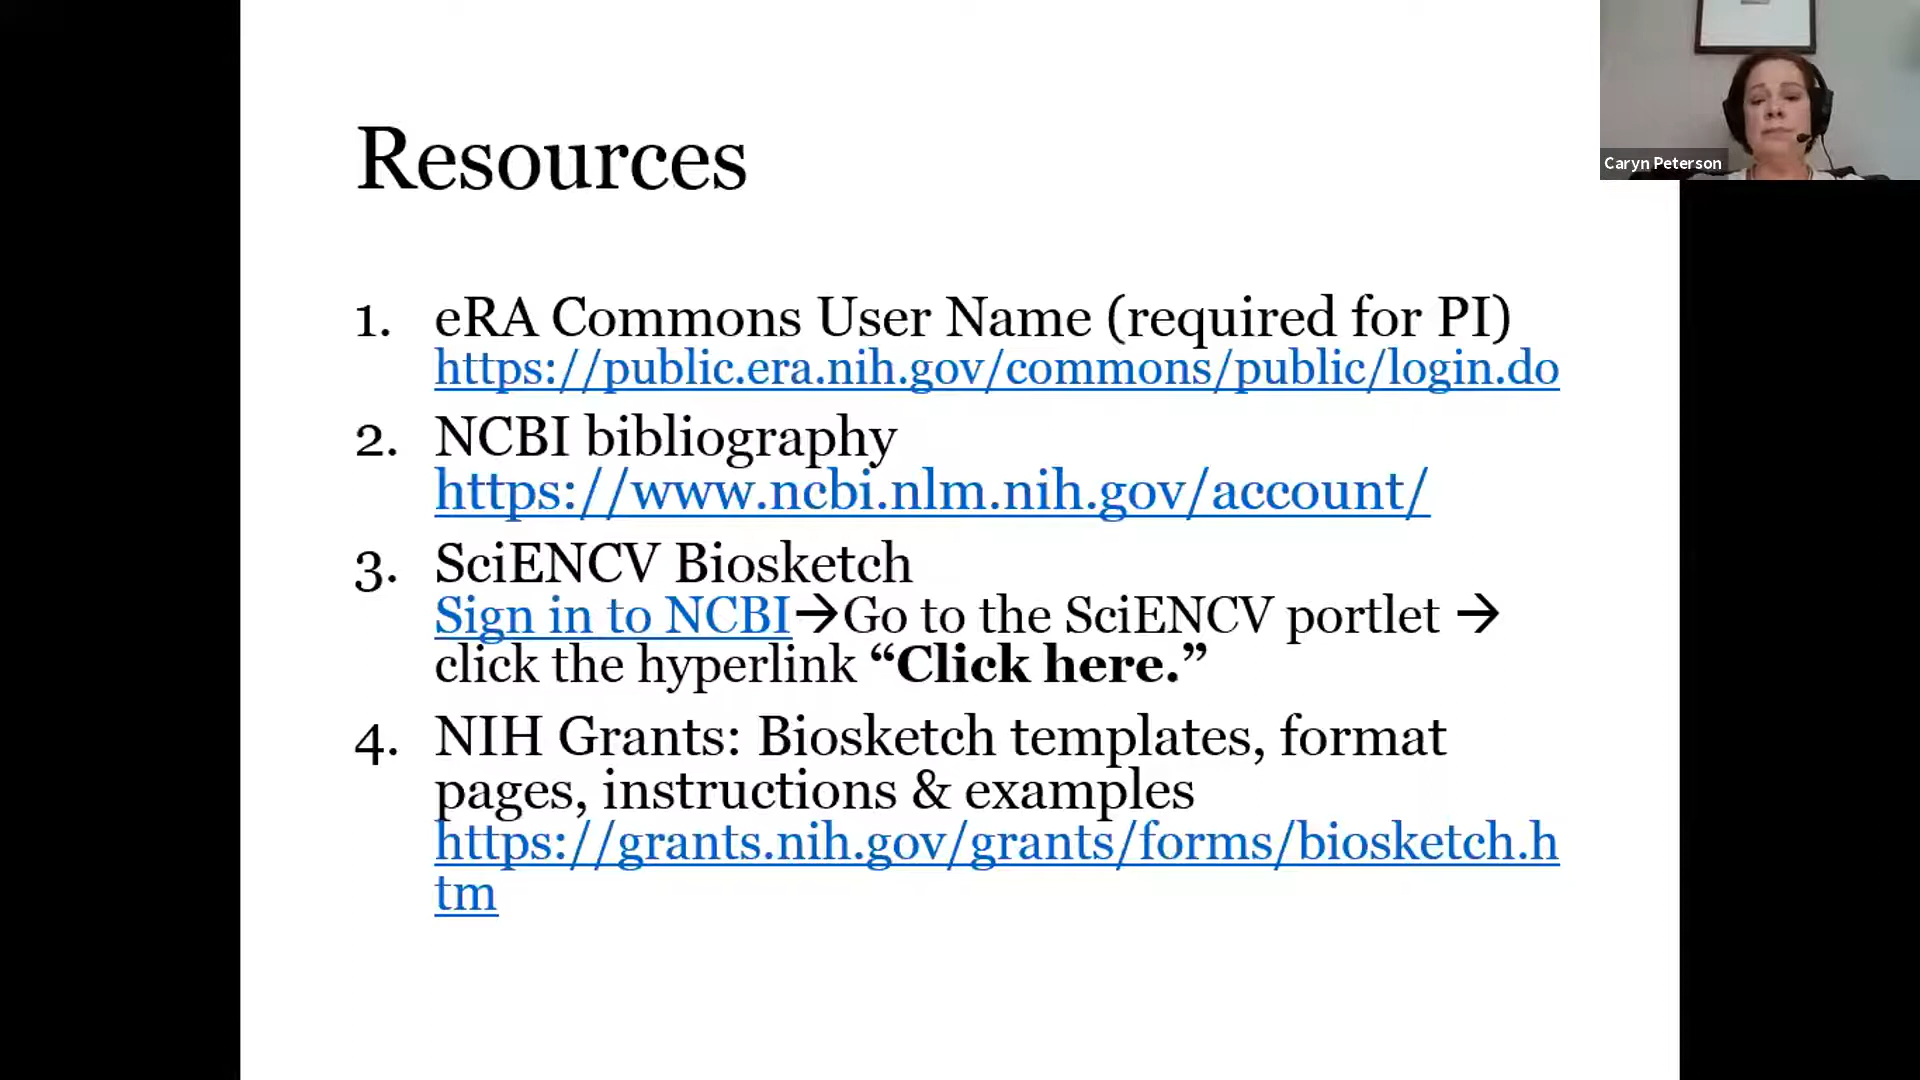 Resources
Caryn Peterson
1. eRA Commons User Name (required for PI)
https://public.era.nih.gov/commons/public/login.do
2. NCBI bibliography
https://www.ncbi.nlm.nih.gov/account/
3. SciENCV Biosketch
Sign in to NCBI→Go to the SciENCV portlet →
click the hyperlink “Click here.”
4. NIH Grants: Biosketch templates, format
pages, instructions & examples
https://grants.nih.gov/grants/forms/biosketch.h
tm